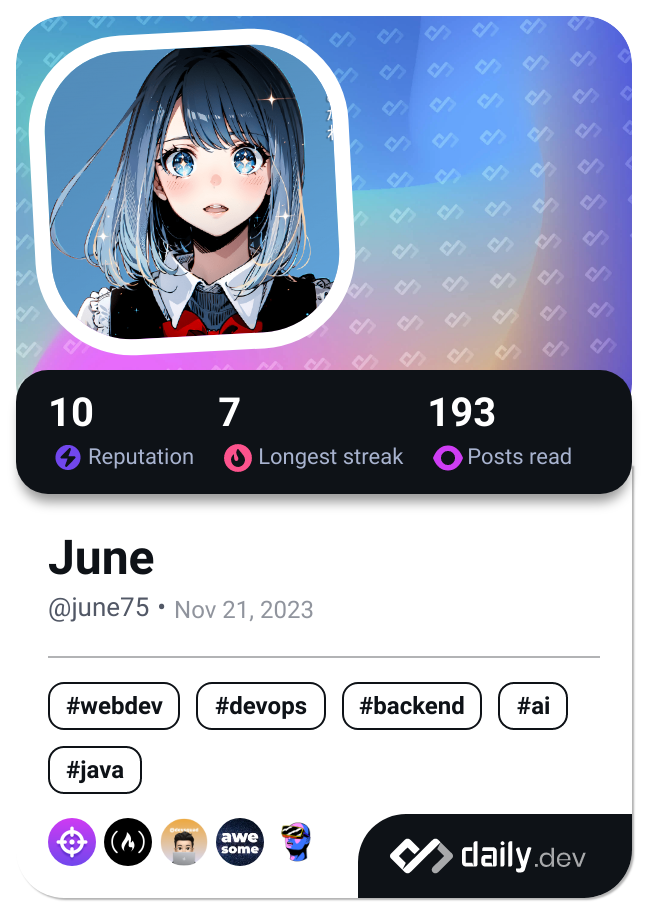 10 7 193
Reputation Longest streak Posts read
June
@june75 • Nov 21, 2023
#webdev #devops #backend #ai
#java
awe
some
daily.dev